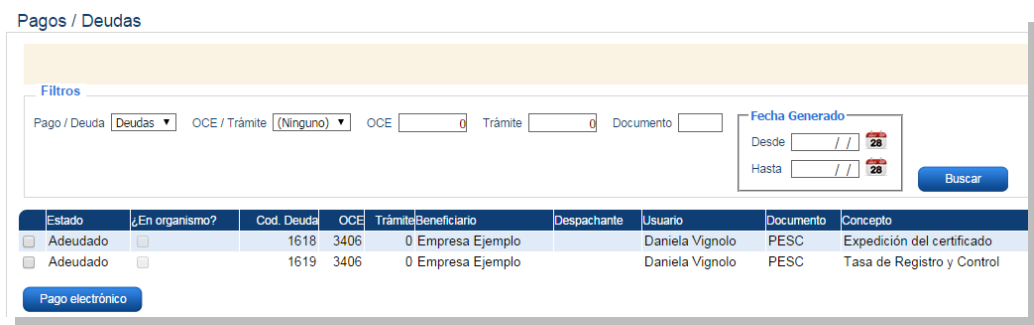 Pagos / Deudas
Filtros
Pago / Deuda Deudas OCE / Trámite (Ninguno) OCE 0 Trámite 0 Documento
Fecha Generado
Desde / / 28
Hasta / / 28
Buscar
Estado ¿En organismo? Cod. Deuda OCE Trámite Beneficiario Despachante Usuario Documento Concepto
Adeudado 1618 3406 0 Empresa Ejemplo Daniela Vignolo PESC Expedición del certificado
Adeudado 1619 3406 0 Empresa Ejemplo Daniela Vignolo PESC Tasa de Registro y Control
Pago electrónico